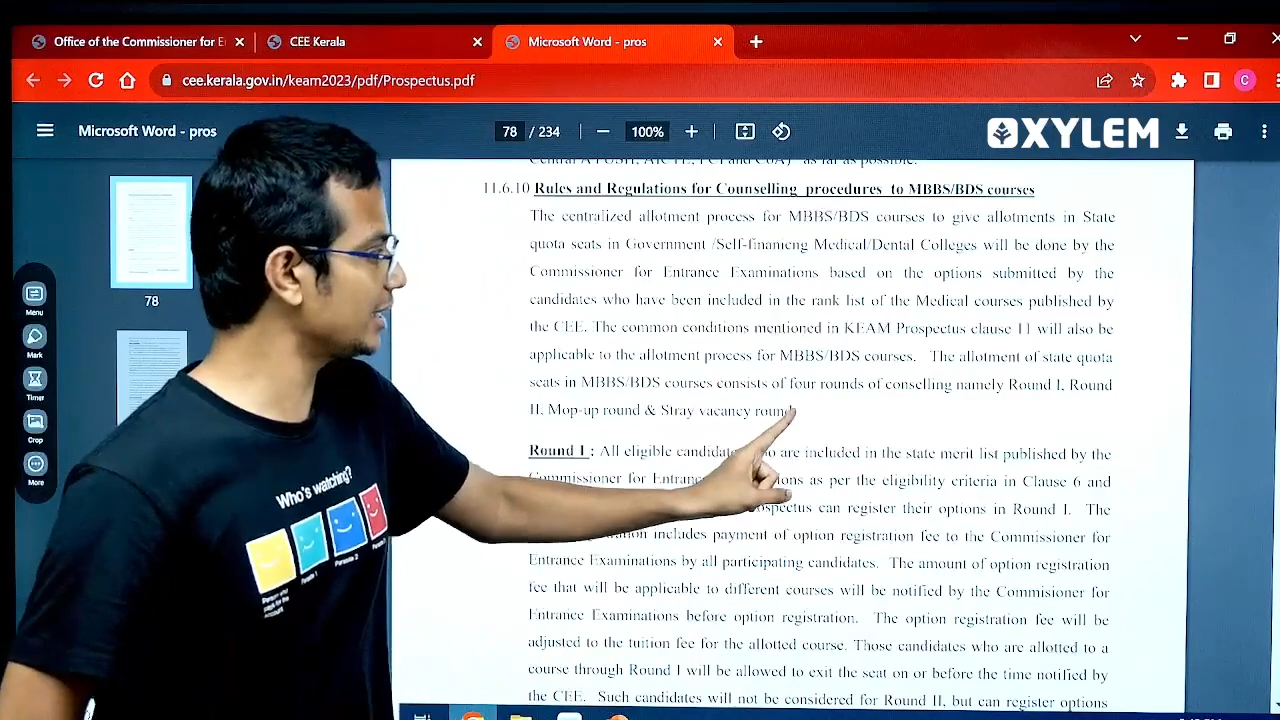 Office of the Commissioner for E
CEE Kerala
Microsoft Word - pros
cee.kerala.gov.in/keam2023/pdf/Prospectus.pdf
C
Microsoft Word - pros
78 / 234
100%
XYLEM
78
Menu
Mark
Timer
Crop
More
11.6.10 Rules and Regulations for Counselling procedures to MBBS/BDS courses
The centralized allotment process for MBBS/BDS courses to give allotments in State
quota seats in Government /Self-finanicng Medical/Dental Colleges will be done by the
Commissioner for Entrance Examinations based on the options submitted by the
candidates who have been included in the rank list of the Medical courses published by
the CEE. The common conditions mentioned in KEAM Prospectus clause 11 will also be
applicable to the allotment process for MBBS/BDS courses. The allotment of state quota
seats in MBBS/BDS courses consists of four rounds of conselling namely Round I, Round
II, Mop-up round & Stray vacancy round
Round I : All eligible candidat are included in the state merit list published by the
Commissioner for Entranc ons as per the eligibility criteria in Clause 6 and
ospectus can register their options in Round I. The
includes payment of option registration fee to the Commissioner for
Entrance Examinations by all participating candidates. The amount of option registration
fee that will be applicable to different courses will be notified by the Commisioner for
Entrance Examinations before option registration. The option registration fee will be
adjusted to the tuition fee for the allotted course. Those candidates who are allotted to a
course through Round I will be allowed to exit the seat on or before the time notified by
the CEE. Such candidates will not be considered for Round II, but can register options
Who's watching?
Persona 1
Persona 2